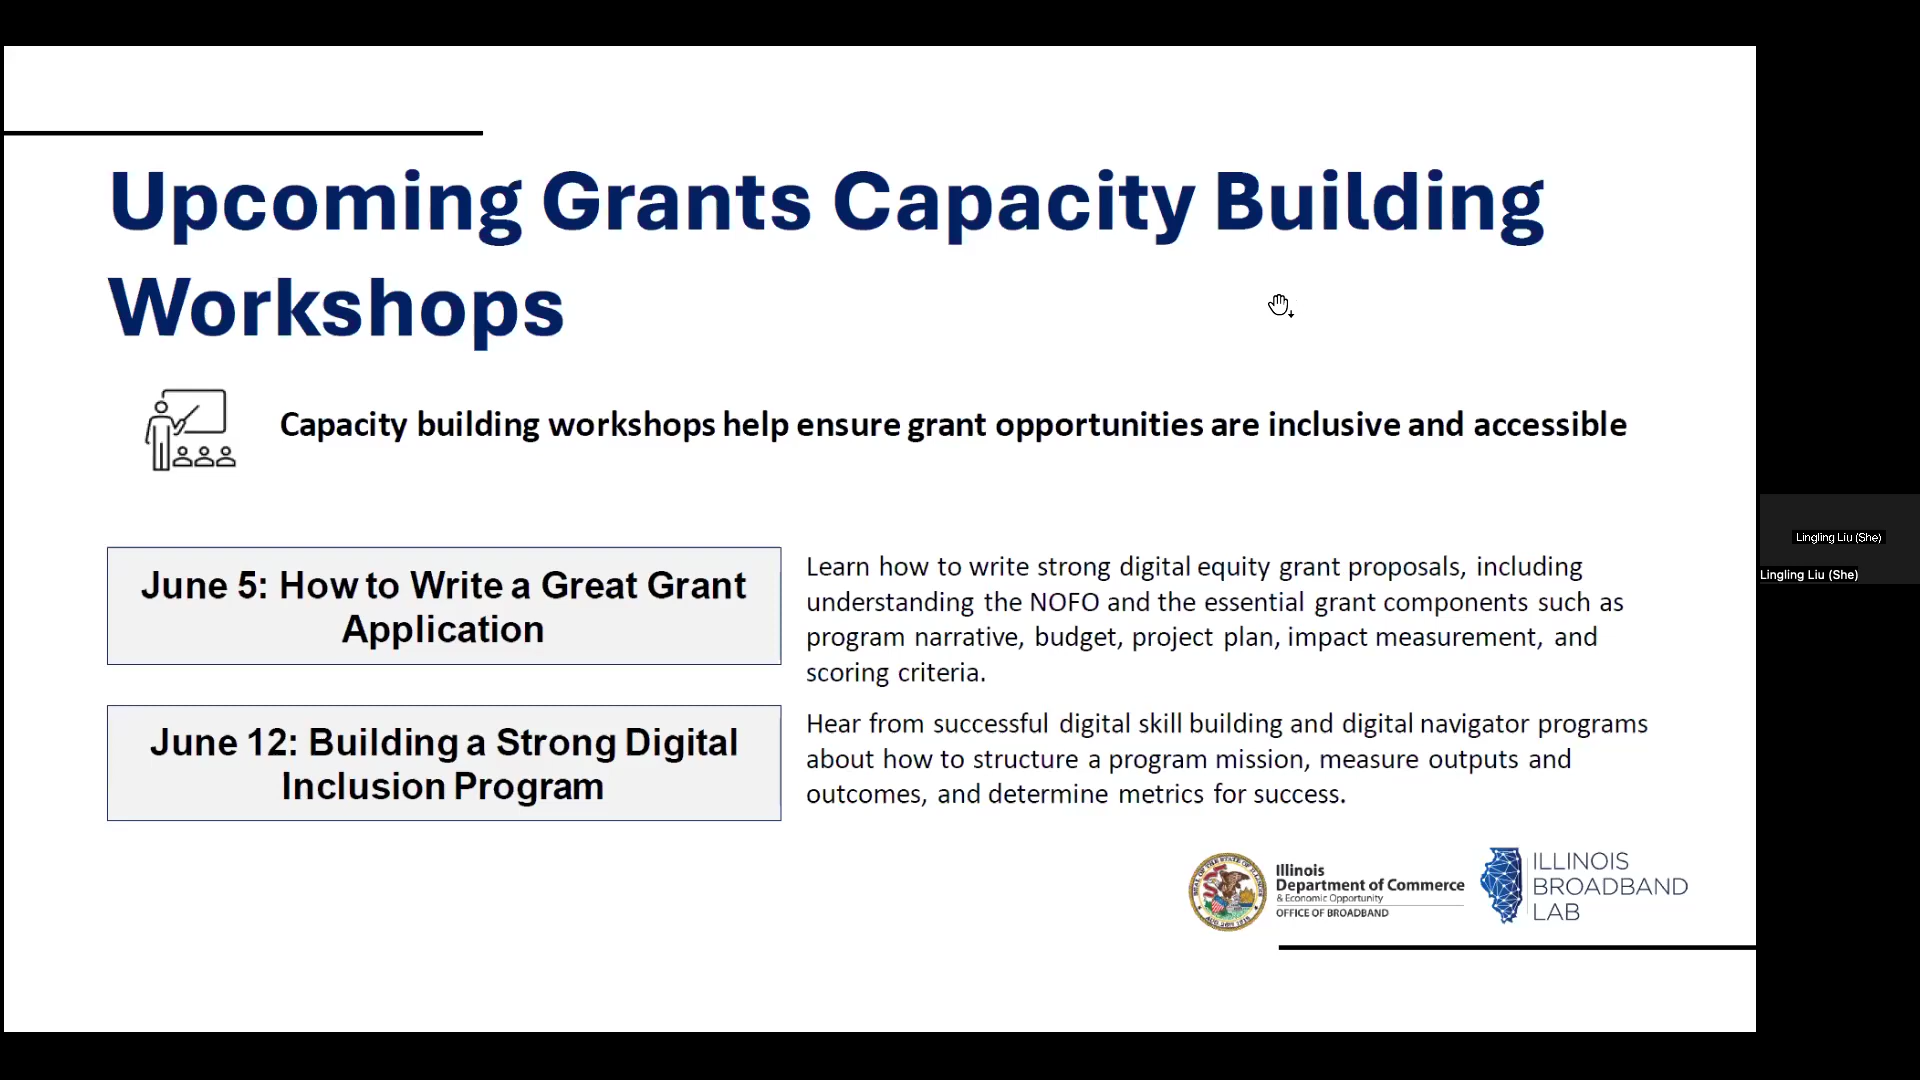 Upcoming Grants Capacity Building
Workshops
Capacity building workshops help ensure grant opportunities are inclusive and accessible
June 5: How to Write a Great Grant
Application
Learn how to write strong digital equity grant proposals, including
understanding the NOFO and the essential grant components such as
program narrative, budget, project plan, impact measurement, and
scoring criteria.
June 12: Building a Strong Digital
Inclusion Program
Hear from successful digital skill building and digital navigator programs
about how to structure a program mission, measure outputs and
outcomes, and determine metrics for success.
Illinois
Department of Commerce
& Economic Opportunity
OFFICE OF BROADBAND
ILLINOIS
BROADBAND
LAB
Lingling Liu (She)
Lingling Liu (She)